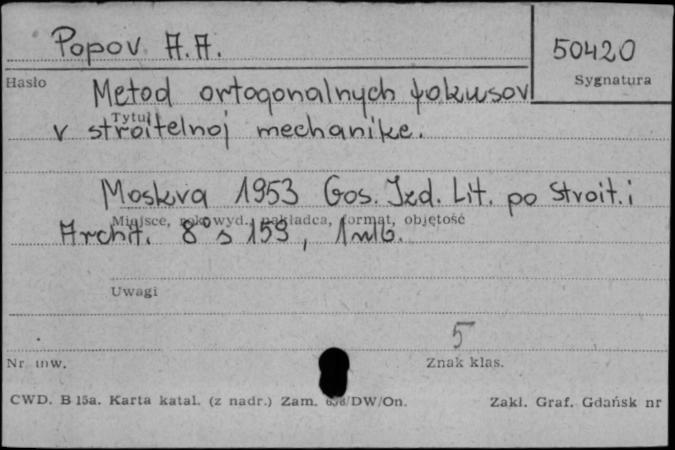 Popov A.A.
50420
Hasło
Sygnatura
Metod ortogonalnych fokusov
Tytuł
v stroitelnoj mechanike.
Moskva 1953 Gos. Izd. Lit. po Stroit. i
Miejsce, rok wyd., nakładca, format, objętość
Archit. 8° s 159, 1 nlb.
Uwagi
5
Nr inw.
Znak klas.
CWD. B 15a. Karta katal. (z nadr.) Zam. /DW/On.
Zakł. Graf. Gdańsk nr